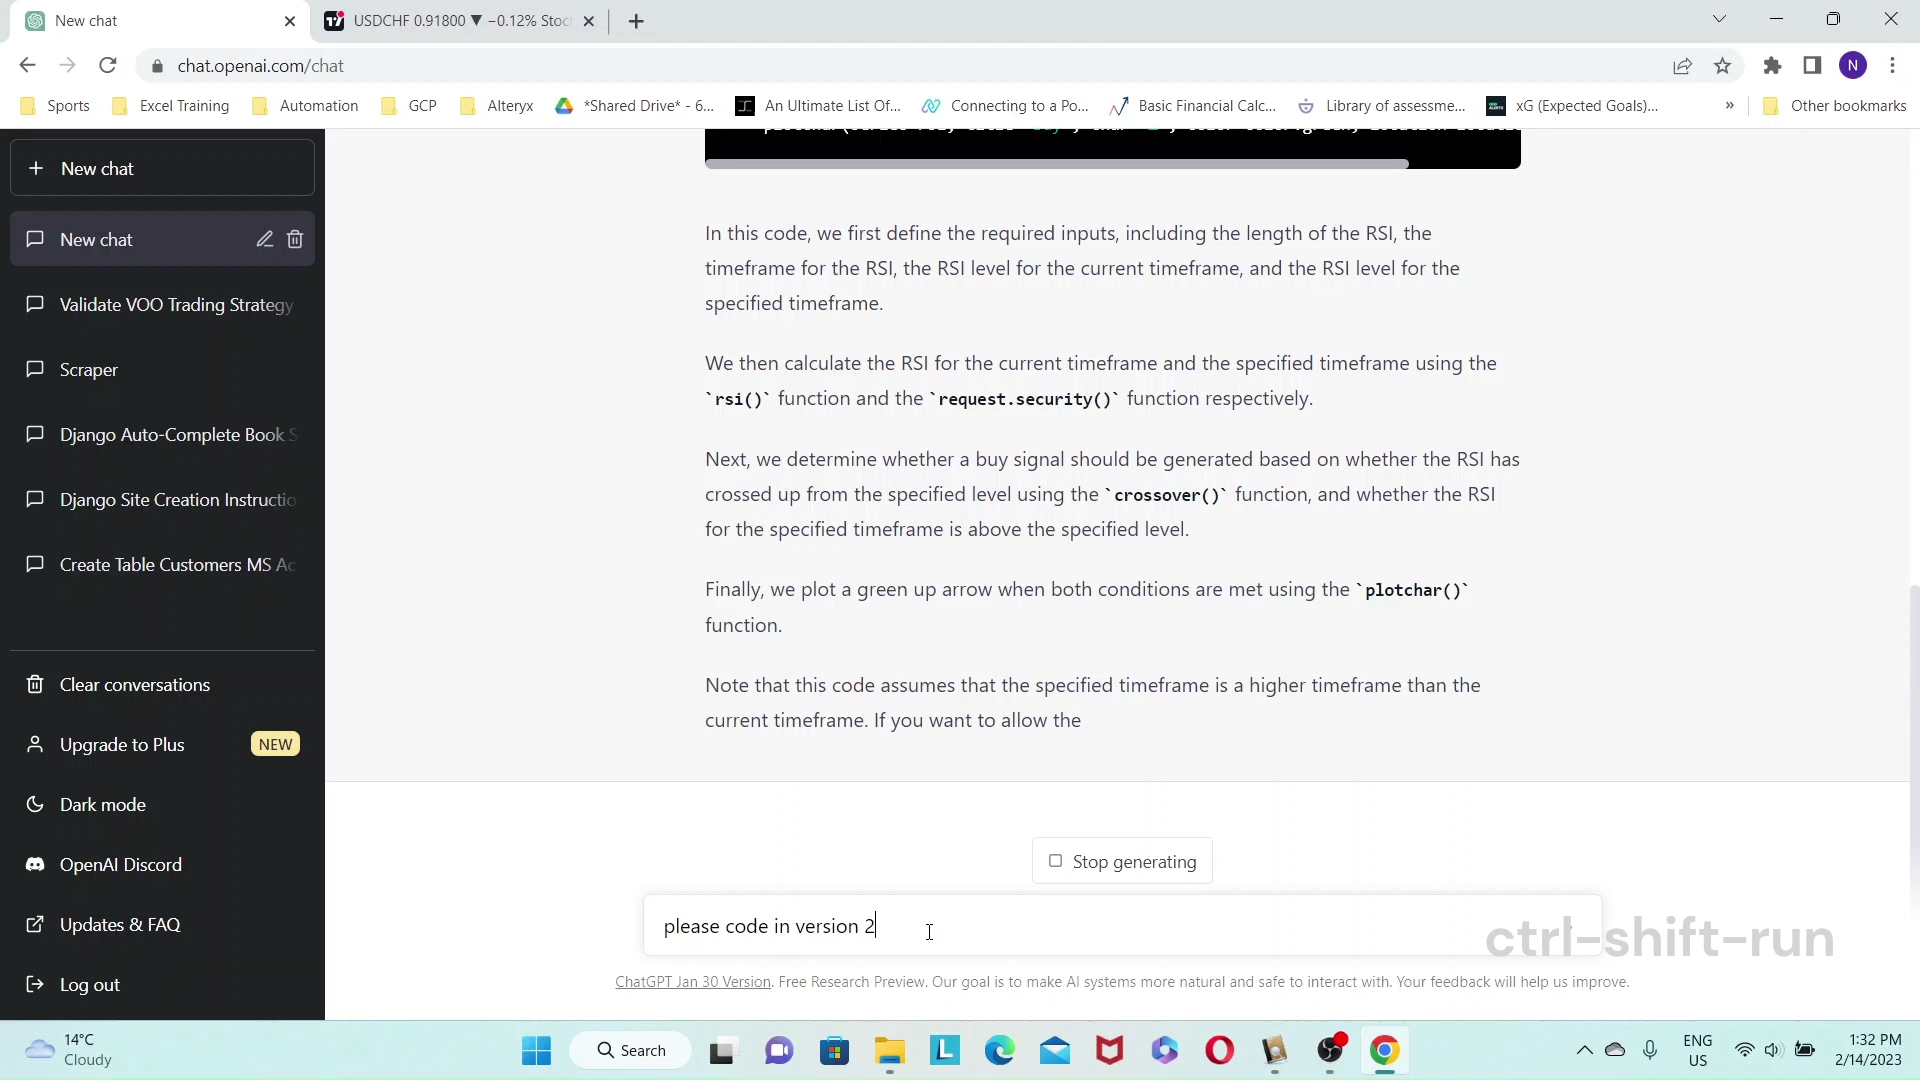 New chat
USDCHF 0.91800 ▼ −0.12% Stoc
chat.openai.com/chat
N
Sports
Excel Training
Automation
GCP
Alteryx
*Shared Drive* - 6...
An Ultimate List Of...
Connecting to a Po...
Basic Financial Calc...
Library of assessme...
xG (Expected Goals)...
»
Other bookmarks
+ New chat
New chat
Validate VOO Trading Strategy
Scraper
Django Auto-Complete Book S
Django Site Creation Instructio
Create Table Customers MS Ac
Clear conversations
Upgrade to Plus NEW
Dark mode
OpenAI Discord
Updates & FAQ
Log out
In this code, we first define the required inputs, including the length of the RSI, the
timeframe for the RSI, the RSI level for the current timeframe, and the RSI level for the
specified timeframe.
We then calculate the RSI for the current timeframe and the specified timeframe using the
`rsi()` function and the `request.security()` function respectively.
Next, we determine whether a buy signal should be generated based on whether the RSI has
crossed up from the specified level using the `crossover()` function, and whether the RSI
for the specified timeframe is above the specified level.
Finally, we plot a green up arrow when both conditions are met using the `plotchar()`
function.
Note that this code assumes that the specified timeframe is a higher timeframe than the
current timeframe. If you want to allow the
Stop generating
please code in version 2
ctrl-shift-run
ChatGPT Jan 30 Version. Free Research Preview. Our goal is to make AI systems more natural and safe to interact with. Your feedback will help us improve.
14°C
Cloudy
Search
ENG
US
1:32 PM
2/14/2023